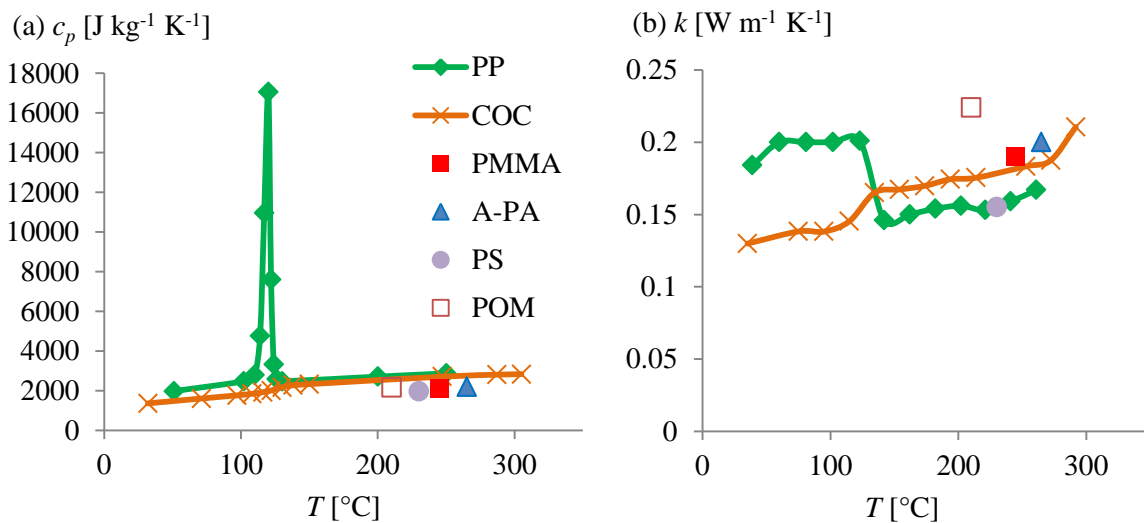 (a) c_p [J kg⁻¹ K⁻¹]
18000
16000
14000
12000
10000
8000
6000
4000
2000
0
0 100 200 300
T [°C]
PP
COC
PMMA
A-PA
PS
POM
(b) k [W m⁻¹ K⁻¹]
0.25
0.2
0.15
0.1
0.05
0
0 100 200 300
T [°C]